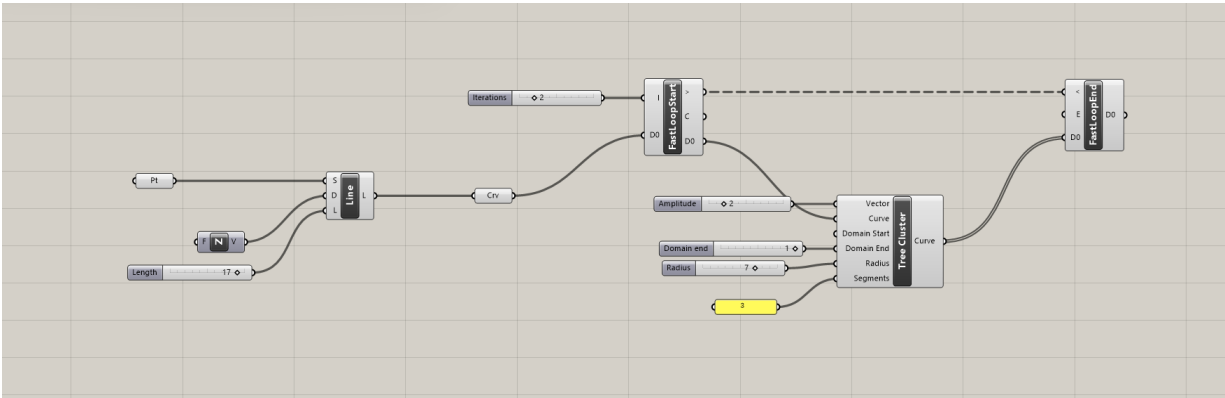 Iterations 2
I
D0
FastLoopStart
>
C
D0
<
E
D0
FastLoopEnd
D0
Pt
S
D
L
Line
L
Crv
F
Z
V
Length 17
Amplitude 2
Domain end 1
Radius 7
3
Vector
Curve
Domain Start
Domain End
Radius
Segments
Tree Cluster
Curve